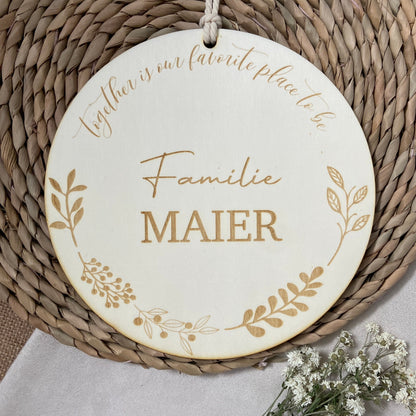 together is our favorite place to be
Familie
MAIER